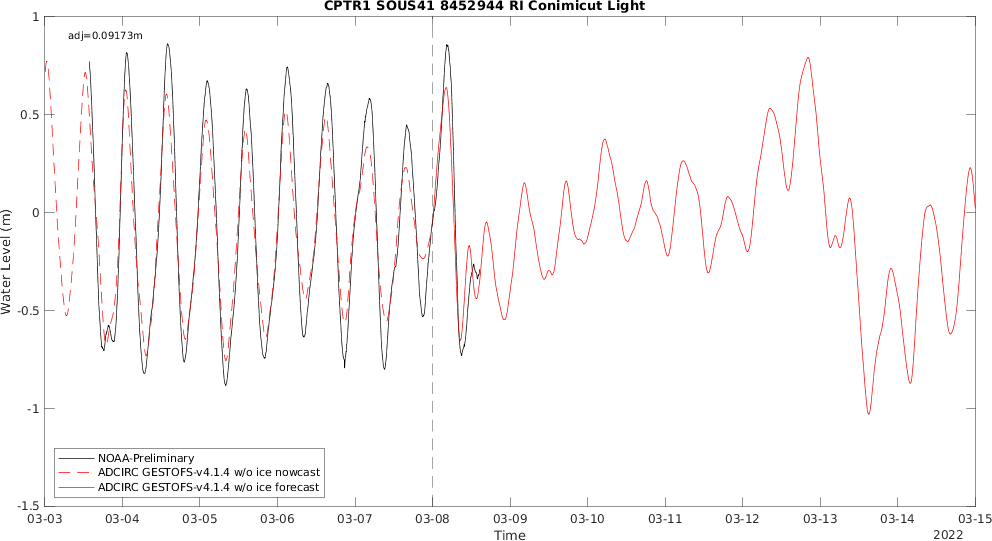 CPTR1 SOUS41 8452944 RI Conimicut Light
adj=0.09173m
1
0.5
0
-0.5
-1
-1.5
Water Level (m)
NOAA-Preliminary
ADCIRC GESTOFS-v4.1.4 w/o ice nowcast
ADCIRC GESTOFS-v4.1.4 w/o ice forecast
03-03 03-04 03-05 03-06 03-07 03-08 03-09 03-10 03-11 03-12 03-13 03-14 03-15
Time
2022